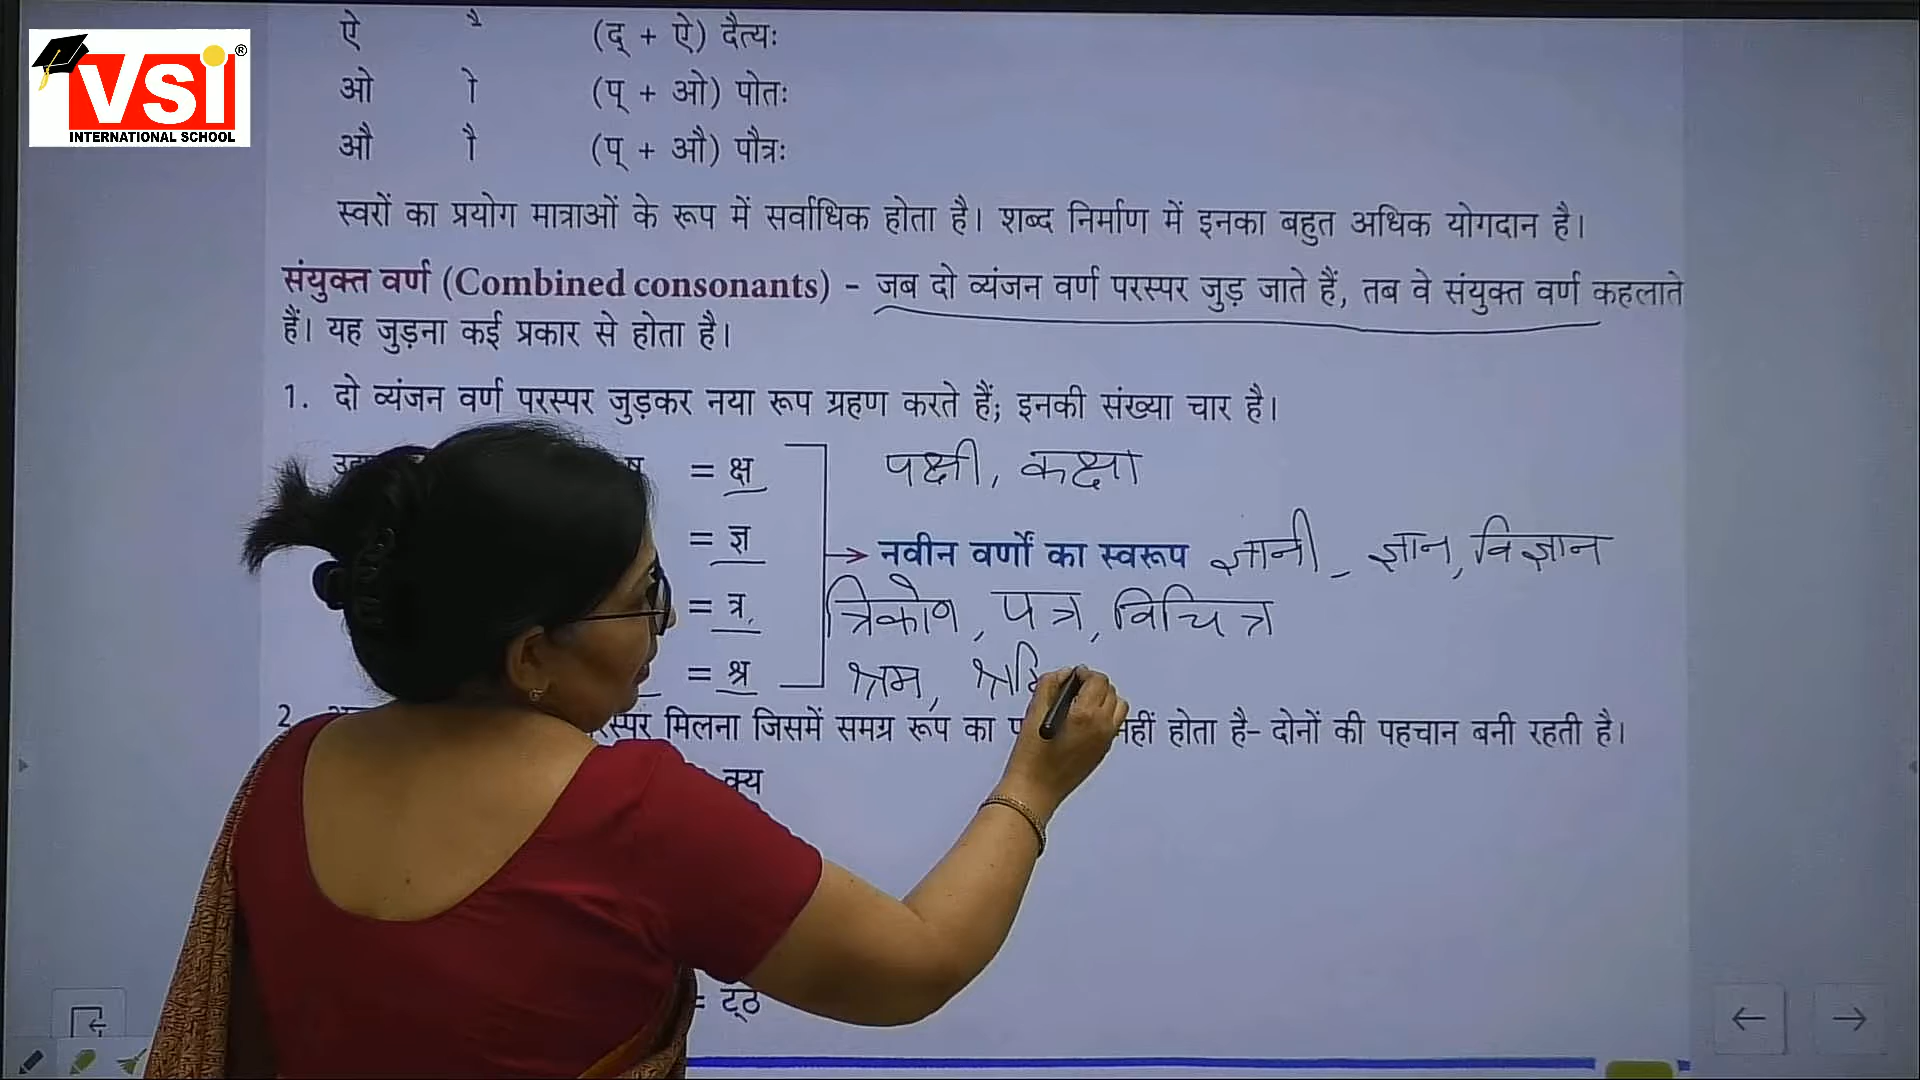 VSI ®
INTERNATIONAL SCHOOL
ऐ ै (द् + ऐ) दैत्यः
ओ ो (प् + ओ) पोतः
औ ौ (प् + औ) पौत्रः
स्वरों का प्रयोग मात्राओं के रूप में सर्वाधिक होता है। शब्द निर्माण में इनका बहुत अधिक योगदान है।
संयुक्त वर्ण (Combined consonants) - जब दो व्यंजन वर्ण परस्पर जुड़ जाते हैं, तब वे संयुक्त वर्ण कहलाते
हैं। यह जुड़ना कई प्रकार से होता है।
1. दो व्यंजन वर्ण परस्पर जुड़कर नया रूप ग्रहण करते हैं; इनकी संख्या चार है।
= क्ष पक्षी, कक्षा
= ज्ञ नवीन वर्णों का स्वरूप ज्ञानी - ज्ञान, विज्ञान
= त्र त्रिकोण, पत्र, विचित्र
= श्र श्रम,
2. मिलना जिसमें समग्र रूप का नहीं होता है- दोनों की पहचान बनी रहती है।
क्य
= ट्ठ